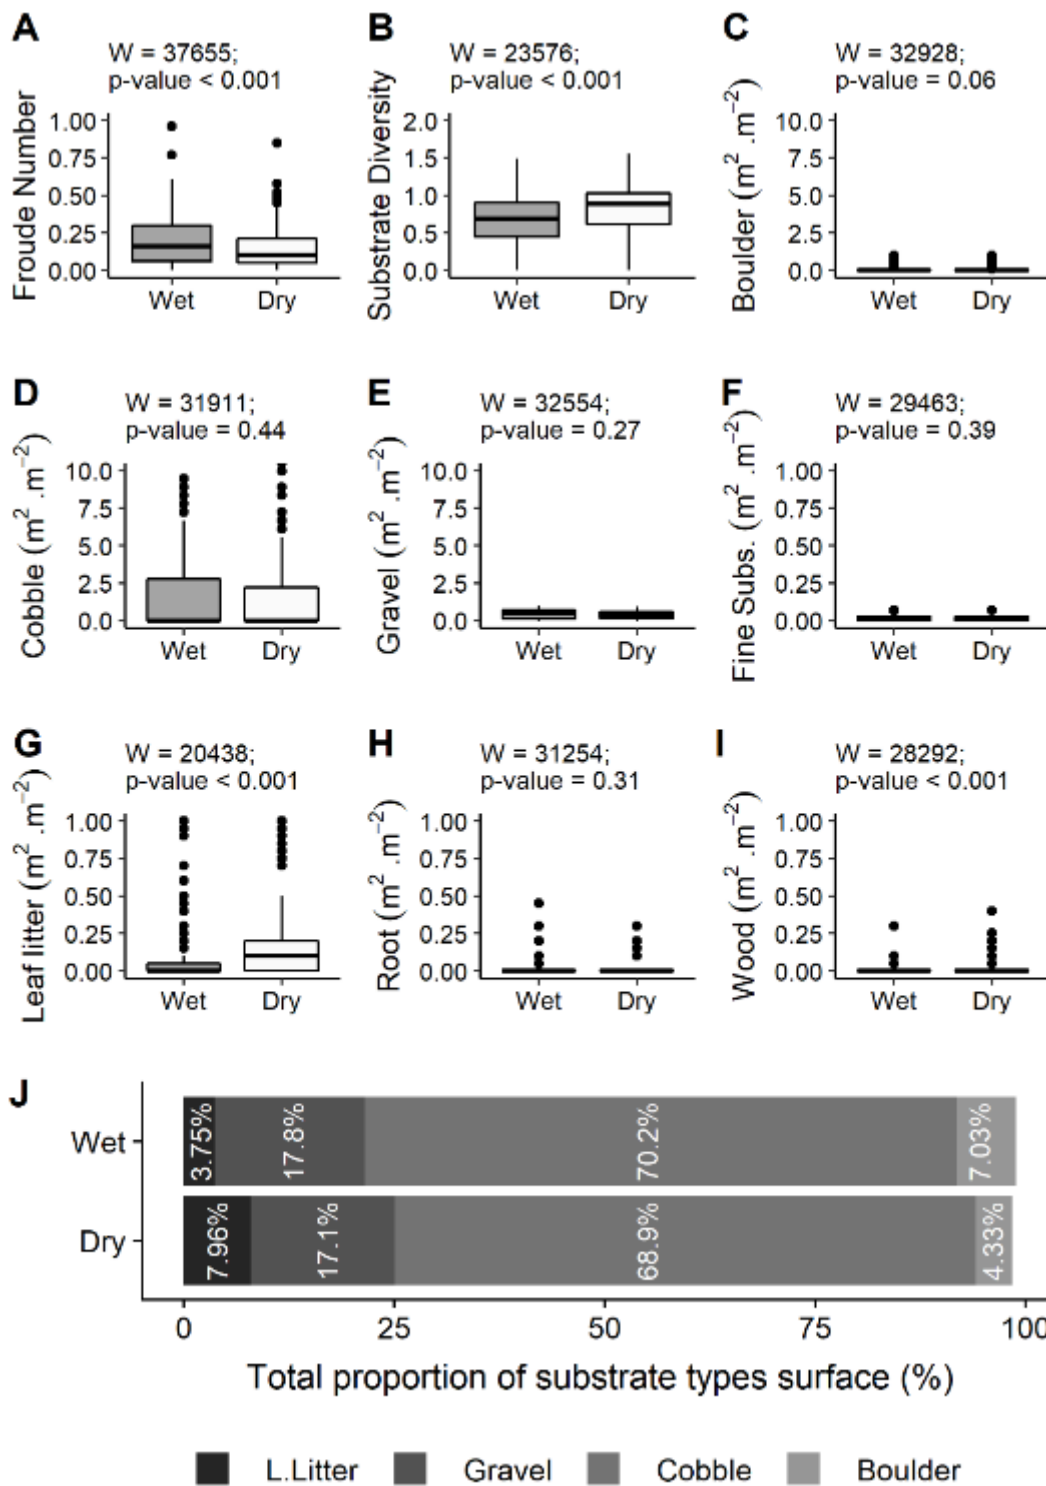 A
W = 37655;
p-value < 0.001
Froude Number
1.00
0.75
0.50
0.25
0.00
Wet
Dry
B
W = 23576;
p-value < 0.001
Substrate Diversity
2.0
1.5
1.0
0.5
0.0
Wet
Dry
C
W = 32928;
p-value = 0.06
Boulder (m² .m⁻²)
10.0
7.5
5.0
2.5
0.0
Wet
Dry
D
W = 31911;
p-value = 0.44
Cobble (m² .m⁻²)
10.0
7.5
5.0
2.5
0.0
Wet
Dry
E
W = 32554;
p-value = 0.27
Gravel (m² .m⁻²)
10.0
7.5
5.0
2.5
0.0
Wet
Dry
F
W = 29463;
p-value = 0.39
Fine Subs. (m² .m⁻²)
1.00
0.75
0.50
0.25
0.00
Wet
Dry
G
W = 20438;
p-value < 0.001
Leaf litter (m² .m⁻²)
1.00
0.75
0.50
0.25
0.00
Wet
Dry
H
W = 31254;
p-value = 0.31
Root (m² .m⁻²)
1.00
0.75
0.50
0.25
0.00
Wet
Dry
I
W = 28292;
p-value < 0.001
Wood (m² .m⁻²)
1.00
0.75
0.50
0.25
0.00
Wet
Dry
J
Wet
3.75%
17.8%
70.2%
7.03%
Dry
7.96%
17.1%
68.9%
4.33%
0
25
50
75
100
Total proportion of substrate types surface (%)
L.Litter
Gravel
Cobble
Boulder